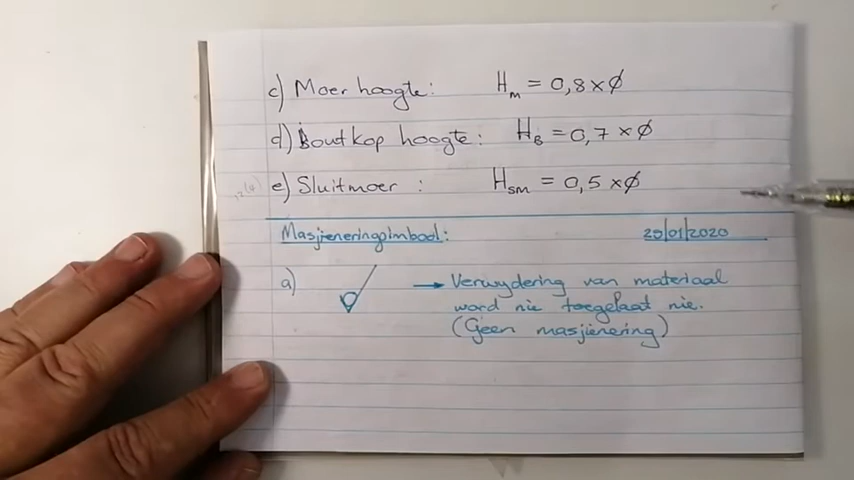 c) Moer hoogte: Hm = 0,8 x Ø
d) Boutkop hoogte: HB = 0,7 x Ø
e) Sluitmoer : Hsm = 0,5 x Ø
Masjieneringsimbool: 29/01/2020
a) → Verwydering van materiaal
word nie toegelaat nie.
(Geen masjienering)